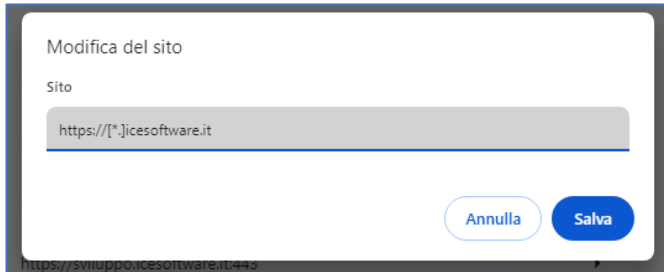 Modifica del sito
Sito
https://[*.]icesoftware.it
Annulla Salva
https://sviluppo.icesoftware.it:443